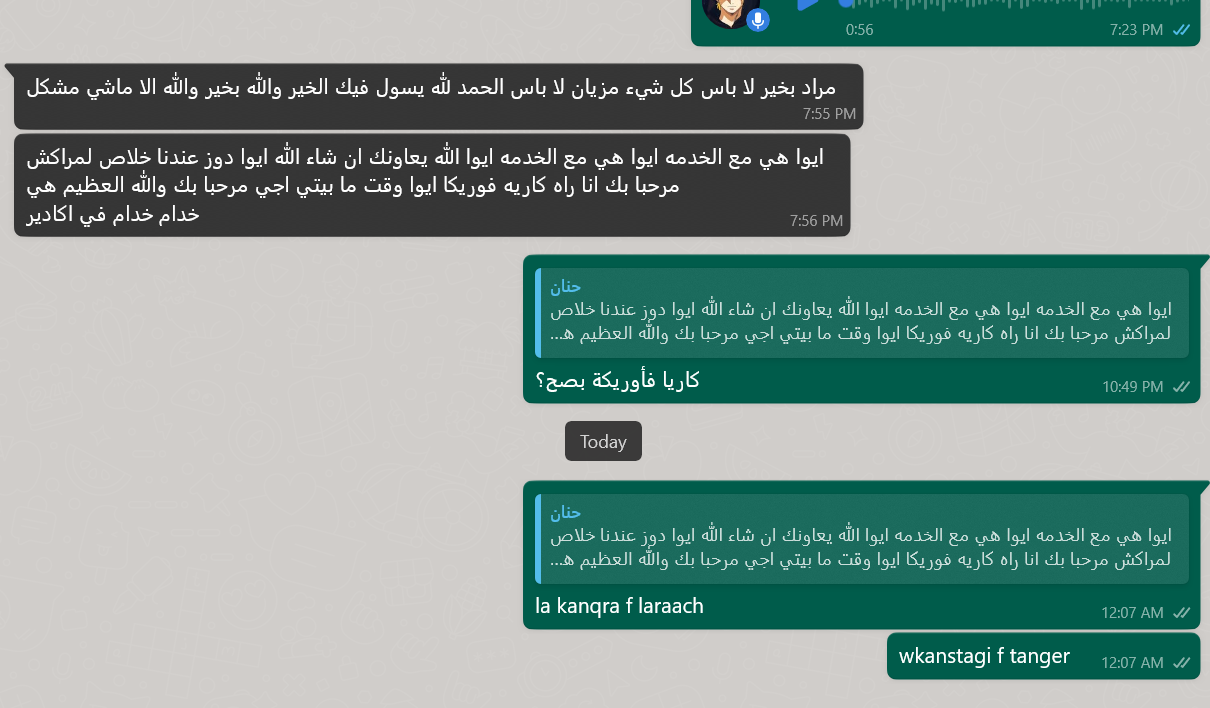 0:56
7:23 PM
مراد بخير لا باس كل شيء مزيان لا باس الحمد لله يسول فيك الخير والله بخير والله الا ماشي مشكل
7:55 PM
ايوا هي مع الخدمه ايوا هي مع الخدمه ايوا الله يعاونك ان شاء الله ايوا دوز عندنا خلاص لمراكش
مرحبا بك انا راه كاريه فوريكا ايوا وقت ما بيتي اجي مرحبا بك والله العظيم هي
خدام خدام في اكادير
7:56 PM
حنان
ايوا هي مع الخدمه ايوا هي مع الخدمه ايوا الله يعاونك ان شاء الله ايوا دوز عندنا خلاص
لمراكش مرحبا بك انا راه كاريه فوريكا ايوا وقت ما بيتي اجي مرحبا بك والله العظيم هـ...
كاريا فأوريكة بصح؟
10:49 PM
Today
حنان
ايوا هي مع الخدمه ايوا هي مع الخدمه ايوا الله يعاونك ان شاء الله ايوا دوز عندنا خلاص
لمراكش مرحبا بك انا راه كاريه فوريكا ايوا وقت ما بيتي اجي مرحبا بك والله العظيم هـ...
la kanqra f laraach
12:07 AM
wkanstagi f tanger
12:07 AM